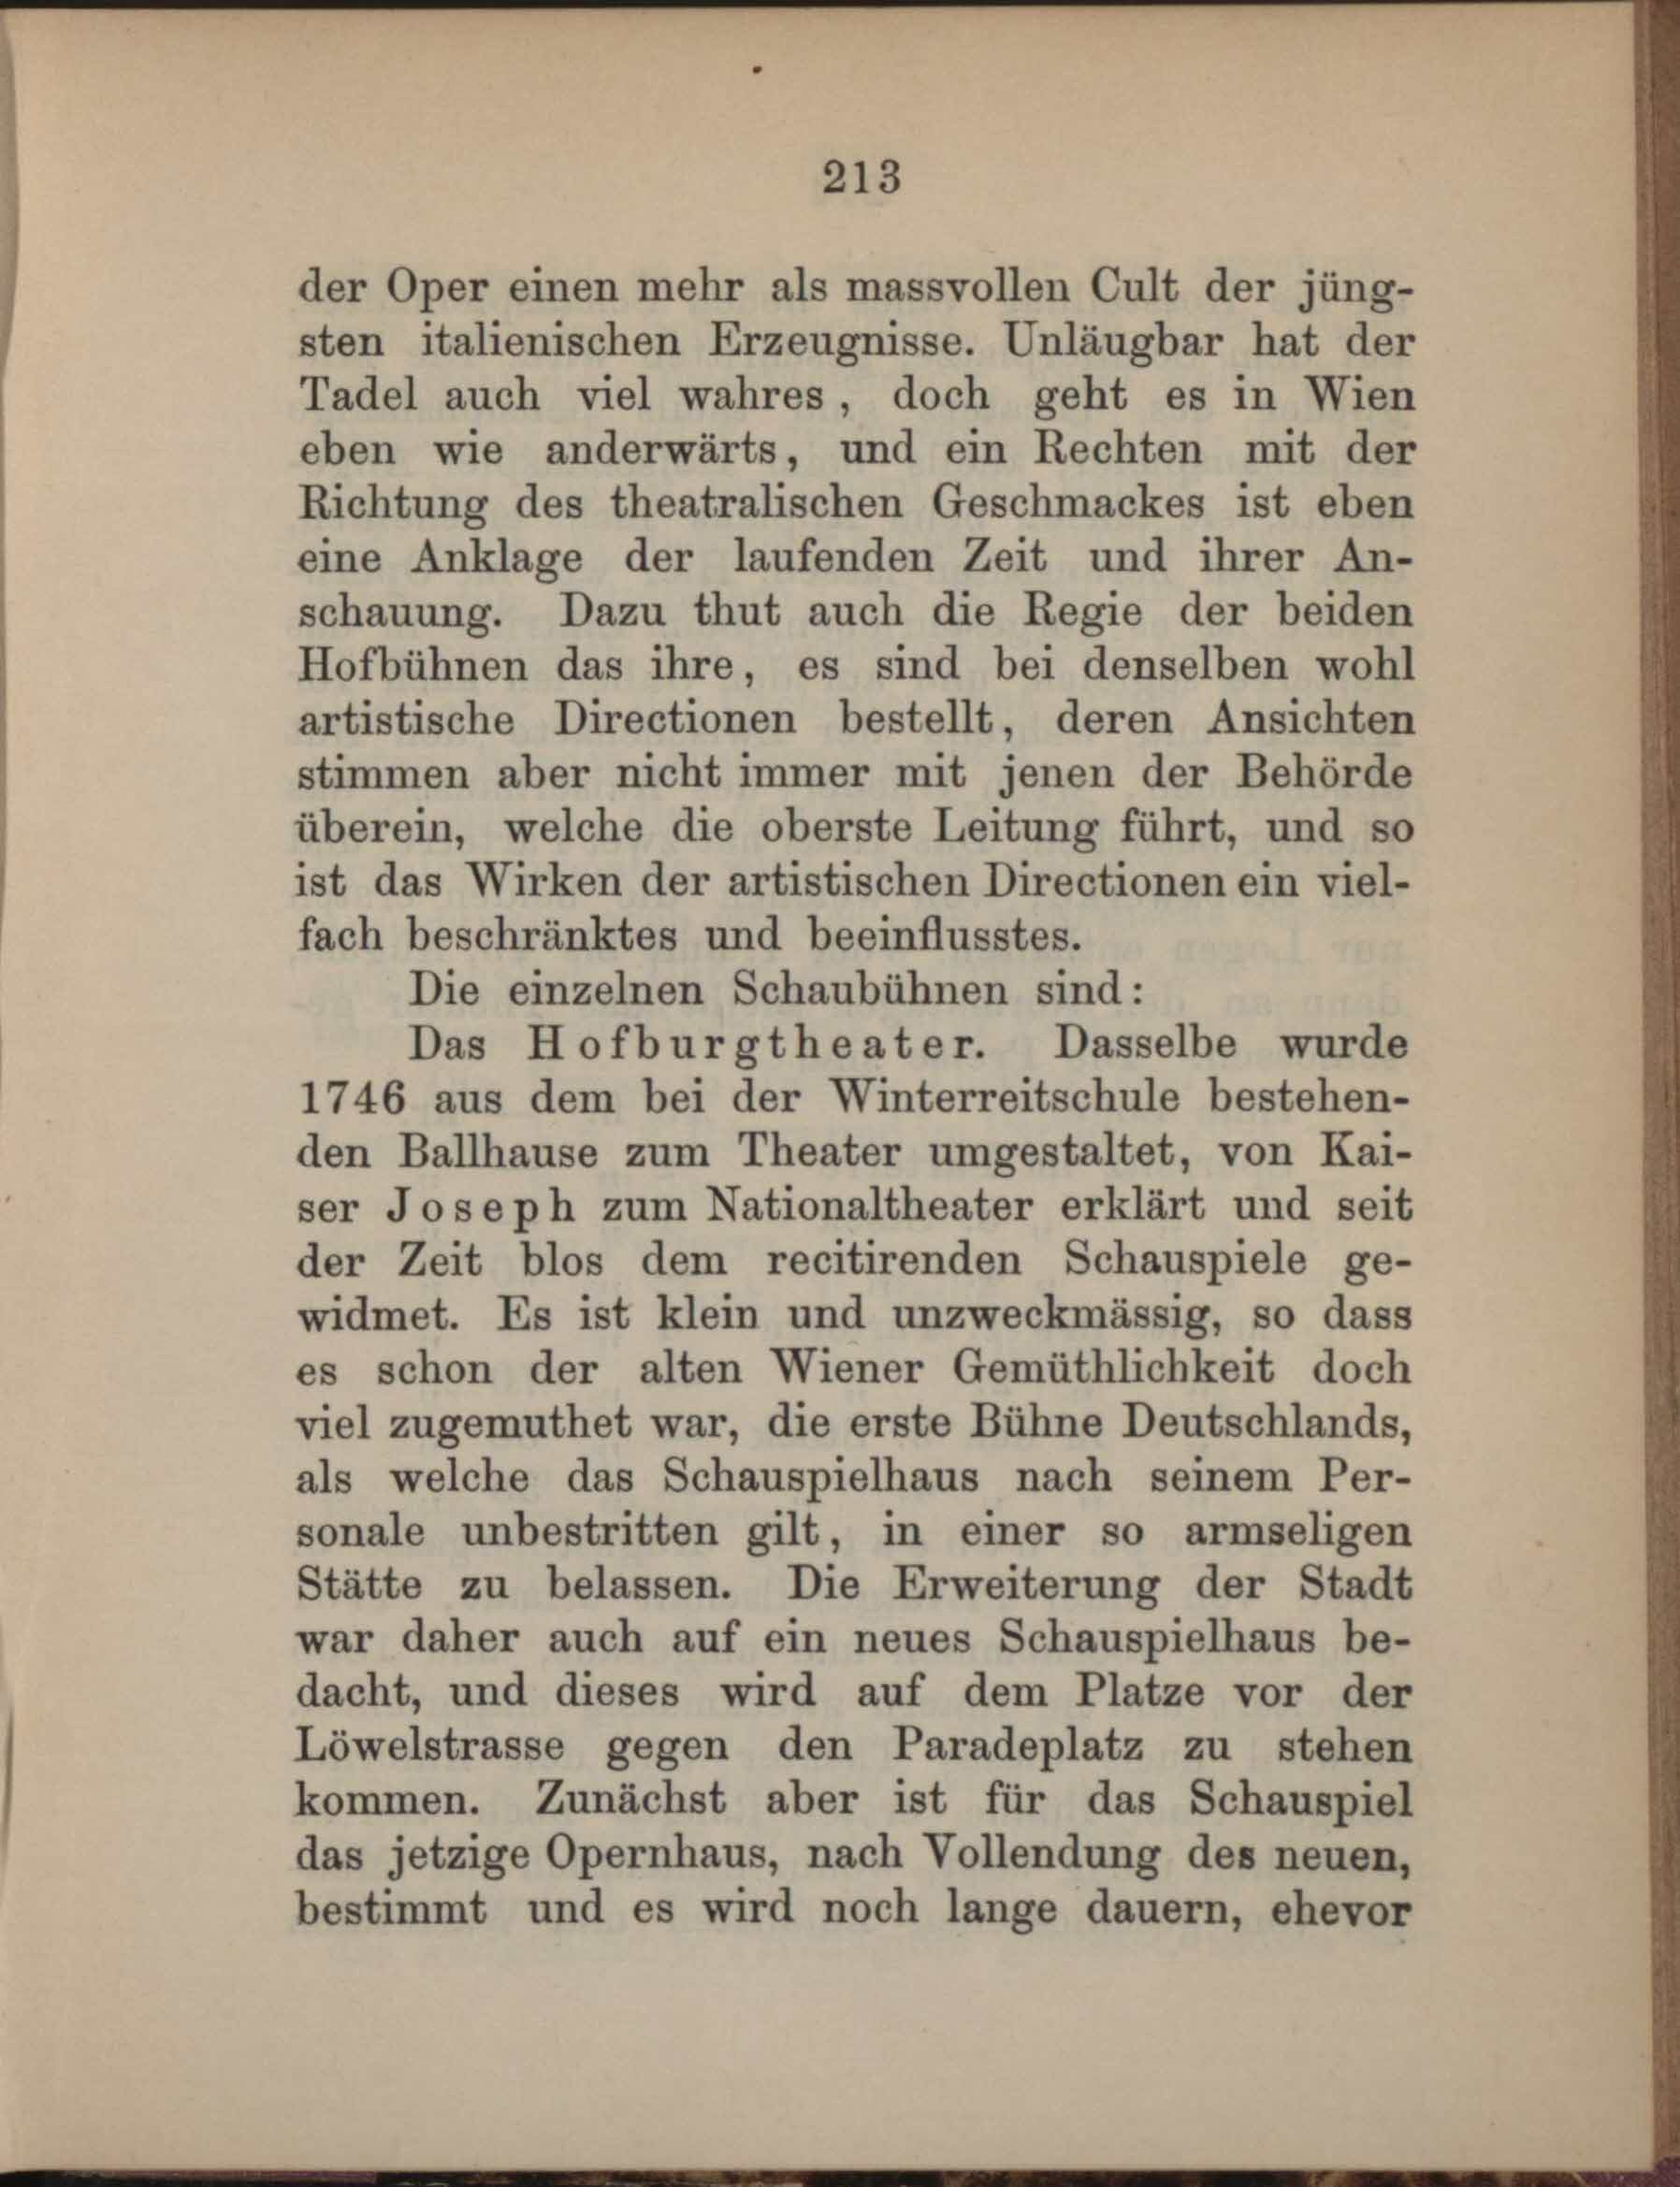 213
der Oper einen mehr als massvollen Cult der jüng-
sten italienischen Erzeugnisse. Unläugbar hat der
Tadel auch viel wahres, doch geht es in Wien
eben wie anderwärts, und ein Rechten mit der
Richtung des theatralischen Geschmackes ist eben
eine Anklage der laufenden Zeit und ihrer An-
schauung. Dazu thut auch die Regie der beiden
Hofbühnen das ihre, es sind bei denselben wohl
artistische Directionen bestellt, deren Ansichten
stimmen aber nicht immer mit jenen der Behörde
überein, welche die oberste Leitung führt, und so
ist das Wirken der artistischen Directionen ein viel-
fach beschränktes und beeinflusstes.
Die einzelnen Schaubühnen sind:
Das Hofburgtheater. Dasselbe wurde
1746 aus dem bei der Winterreitschule bestehen-
den Ballhause zum Theater umgestaltet, von Kai-
ser Joseph zum Nationaltheater erklärt und seit
der Zeit blos dem recitirenden Schauspiele ge-
widmet. Es ist klein und unzweckmässig, so dass
es schon der alten Wiener Gemüthlichkeit doch
viel zugemuthet war, die erste Bühne Deutschlands,
als welche das Schauspielhaus nach seinem Per-
sonale unbestritten gilt, in einer so armseligen
Stätte zu belassen. Die Erweiterung der Stadt
war daher auch auf ein neues Schauspielhaus be-
dacht, und dieses wird auf dem Platze vor der
Löwelstrasse gegen den Paradeplatz zu stehen
kommen. Zunächst aber ist für das Schauspiel
das jetzige Opernhaus, nach Vollendung des neuen,
bestimmt und es wird noch lange dauern, ehevor